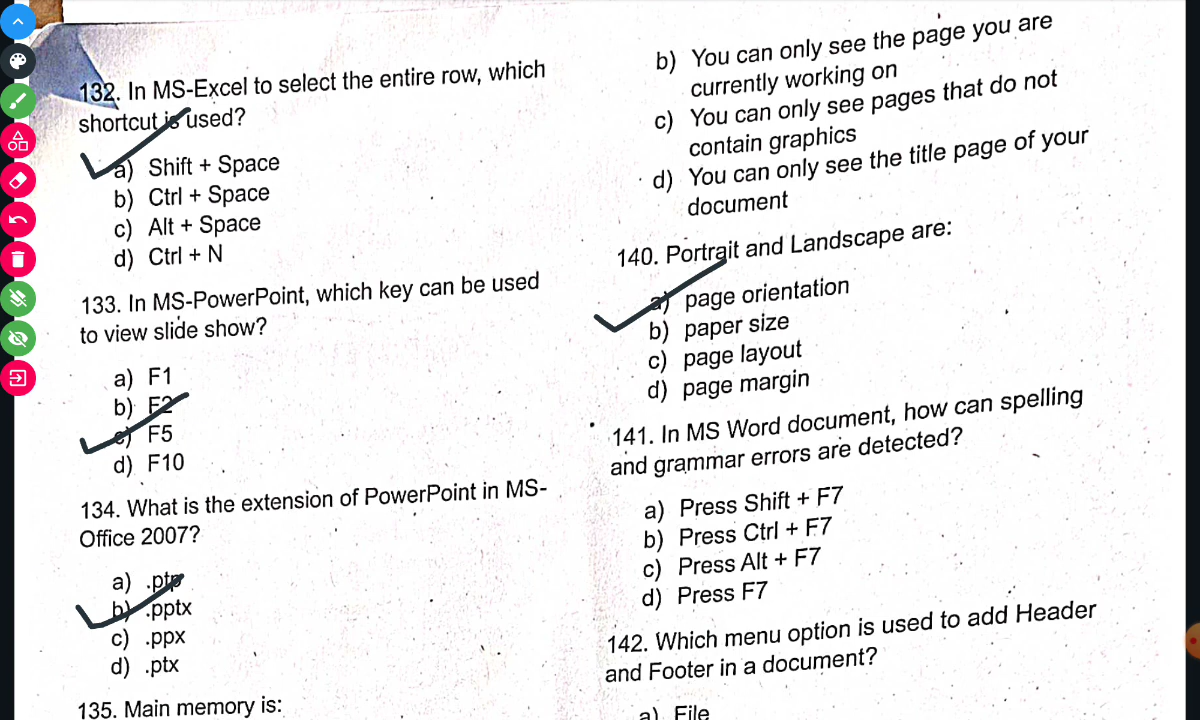 132. In MS-Excel to select the entire row, which
shortcut is used?
a) Shift + Space
b) Ctrl + Space
c) Alt + Space
d) Ctrl + N
133. In MS-PowerPoint, which key can be used
to view slide show?
a) F1
b) F2
c) F5
d) F10
134. What is the extension of PowerPoint in MS-
Office 2007?
a) .ptp
b) .pptx
c) .ppx
d) .ptx
135. Main memory is:
b) You can only see the page you are
currently working on
c) You can only see pages that do not
contain graphics
d) You can only see the title page of your
document
140. Portrait and Landscape are:
a) page orientation
b) paper size
c) page layout
d) page margin
141. In MS Word document, how can spelling
and grammar errors are detected?
a) Press Shift + F7
b) Press Ctrl + F7
c) Press Alt + F7
d) Press F7
142. Which menu option is used to add Header
and Footer in a document?
a) File